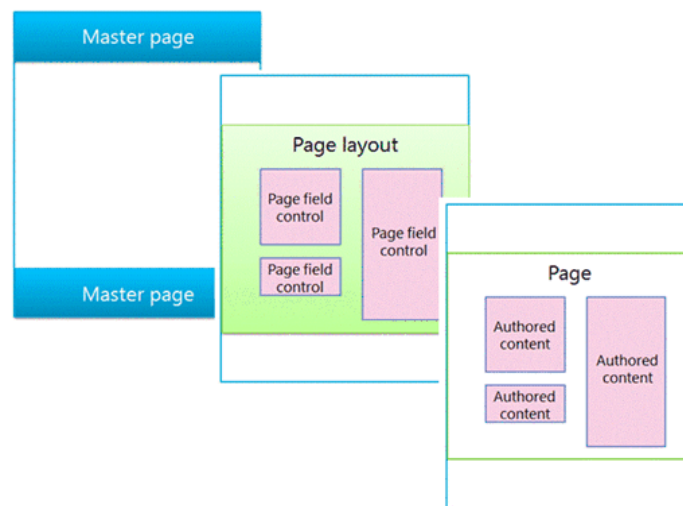 Master page
Master page
Page layout
Page field
control
Page field
control
Page field
control
Page
Authored
content
Authored
content
Authored
content